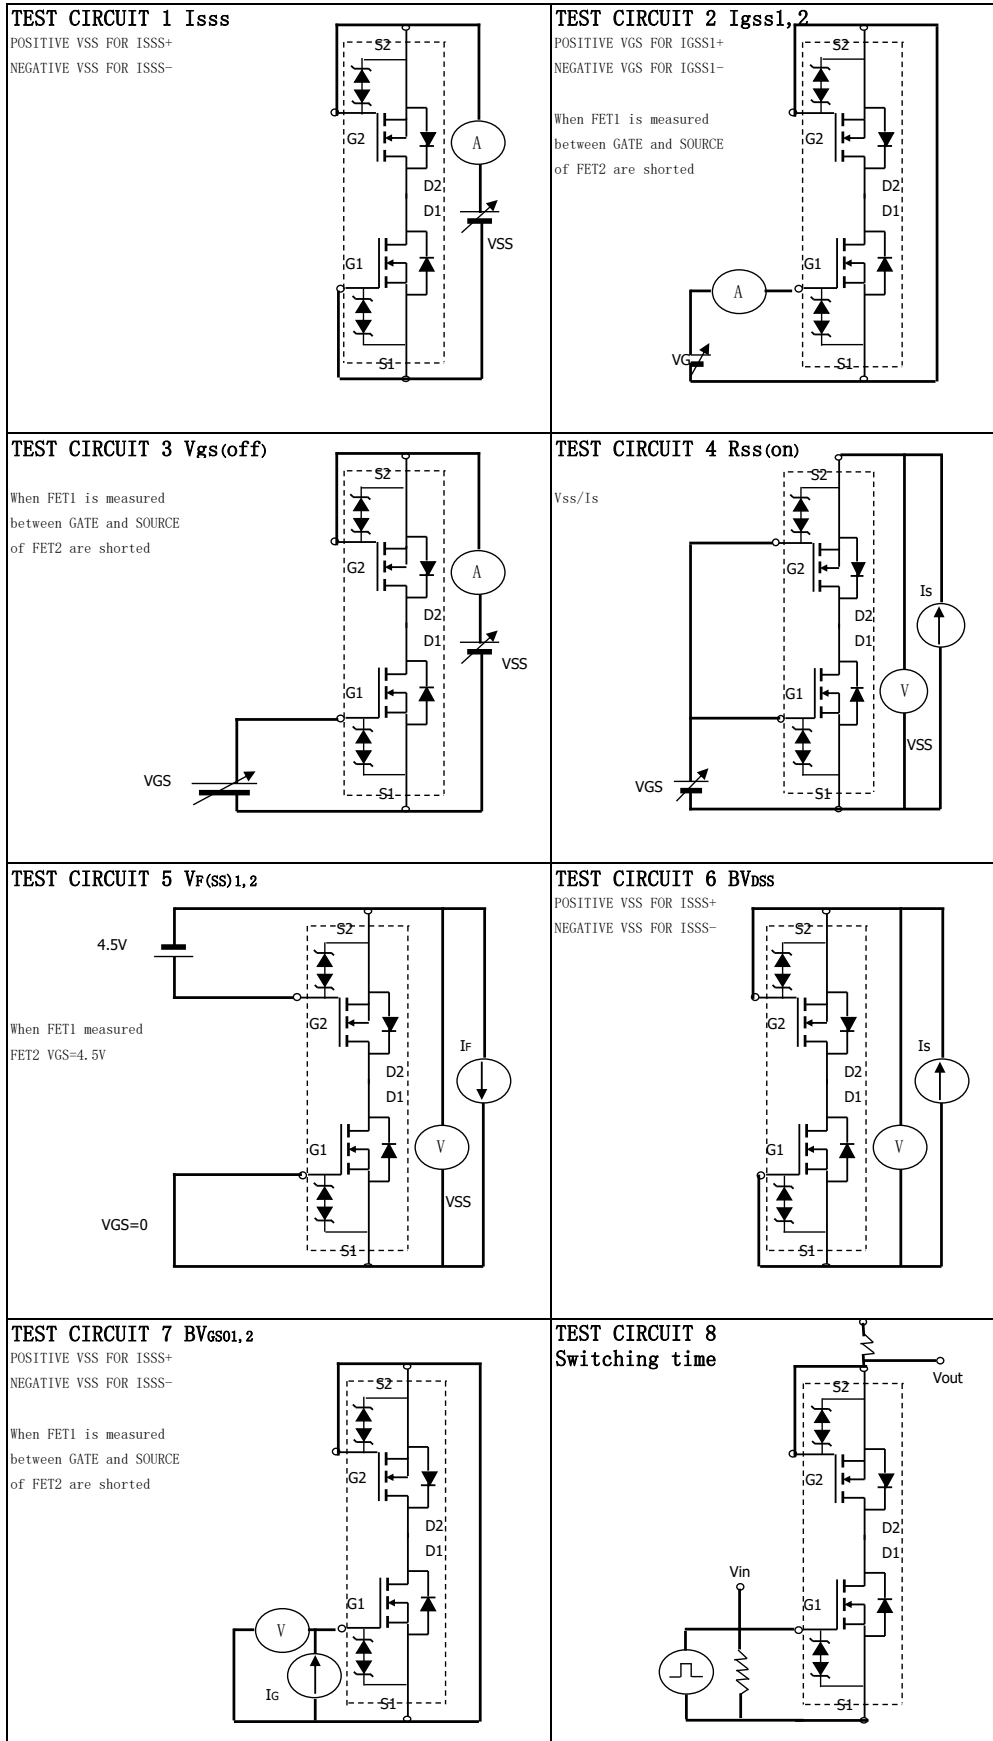 TEST CIRCUIT 1 Isss
POSITIVE VSS FOR ISSS+
NEGATIVE VSS FOR ISSS-
S2
G2
A
D2
D1
VSS
G1
S1
TEST CIRCUIT 2 Igss1,2
POSITIVE VGS FOR IGSS1+
NEGATIVE VGS FOR IGSS1-
When FET1 is measured
between GATE and SOURCE
of FET2 are shorted
S2
G2
D2
D1
G1
A
VG
S1
TEST CIRCUIT 3 Vgs(off)
When FET1 is measured
between GATE and SOURCE
of FET2 are shorted
S2
G2
A
D2
D1
VSS
G1
VGS
S1
TEST CIRCUIT 4 Rss(on)
Vss/Is
S2
G2
Is
D2
D1
G1
V
VSS
VGS
S1
TEST CIRCUIT 5 VF(SS)1,2
4.5V
S2
When FET1 measured
FET2 VGS=4.5V
G2
IF
D2
D1
G1
V
VSS
VGS=0
S1
TEST CIRCUIT 6 BVDSS
POSITIVE VSS FOR ISSS+
NEGATIVE VSS FOR ISSS-
S2
G2
Is
D2
D1
G1
V
S1
TEST CIRCUIT 7 BVGSO1,2
POSITIVE VSS FOR ISSS+
NEGATIVE VSS FOR ISSS-
When FET1 is measured
between GATE and SOURCE
of FET2 are shorted
S2
G2
D2
D1
G1
V
IG
S1
TEST CIRCUIT 8
Switching time
Vout
S2
G2
D2
D1
Vin
G1
S1